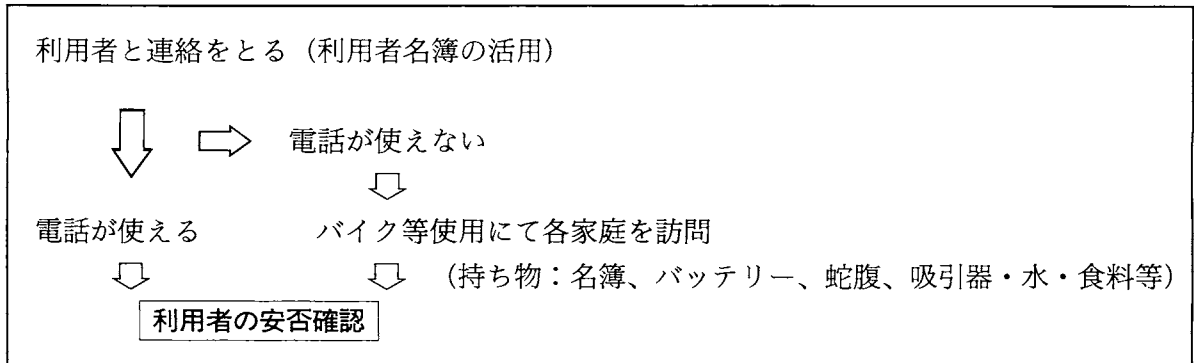 利用者と連絡をとる（利用者名簿の活用）
電話が使えない
電話が使える
バイク等使用にて各家庭を訪問
（持ち物：名簿、バッテリー、蛇腹、吸引器・水・食料等）
利用者の安否確認